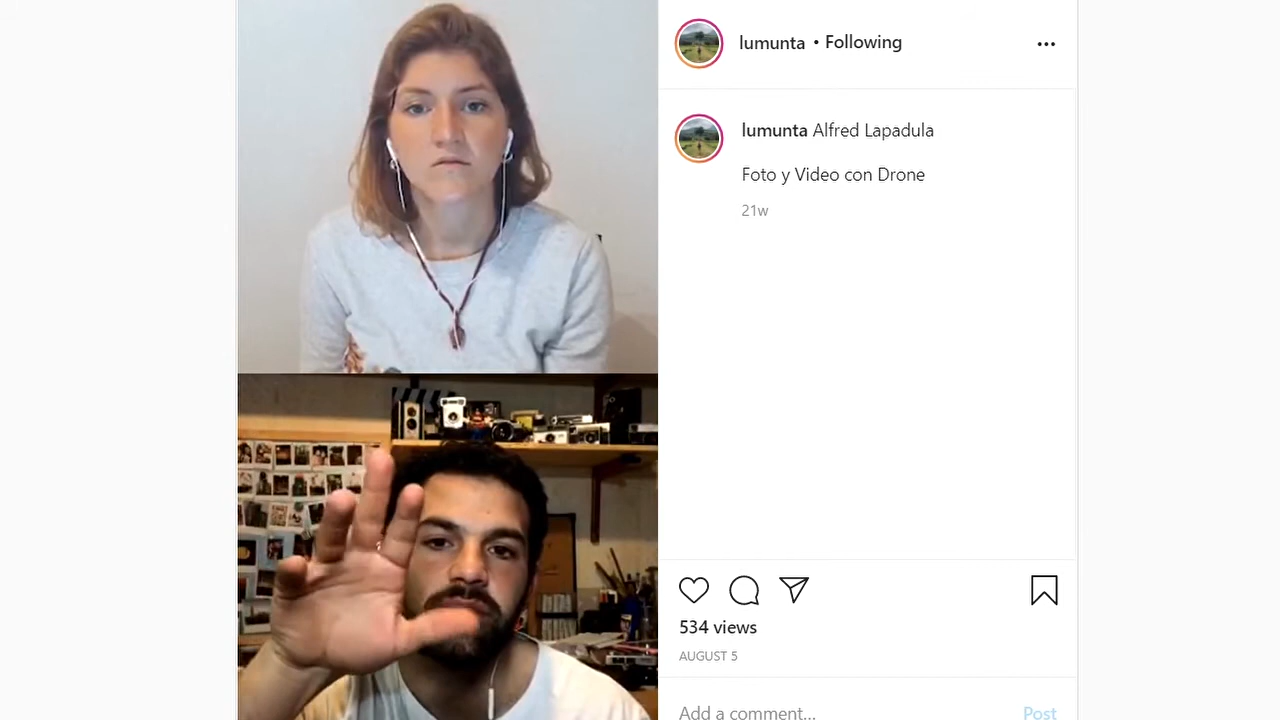 lumunta • Following
lumunta Alfred Lapadula
Foto y Video con Drone
21w
534 views
AUGUST 5
Add a comment...
Post